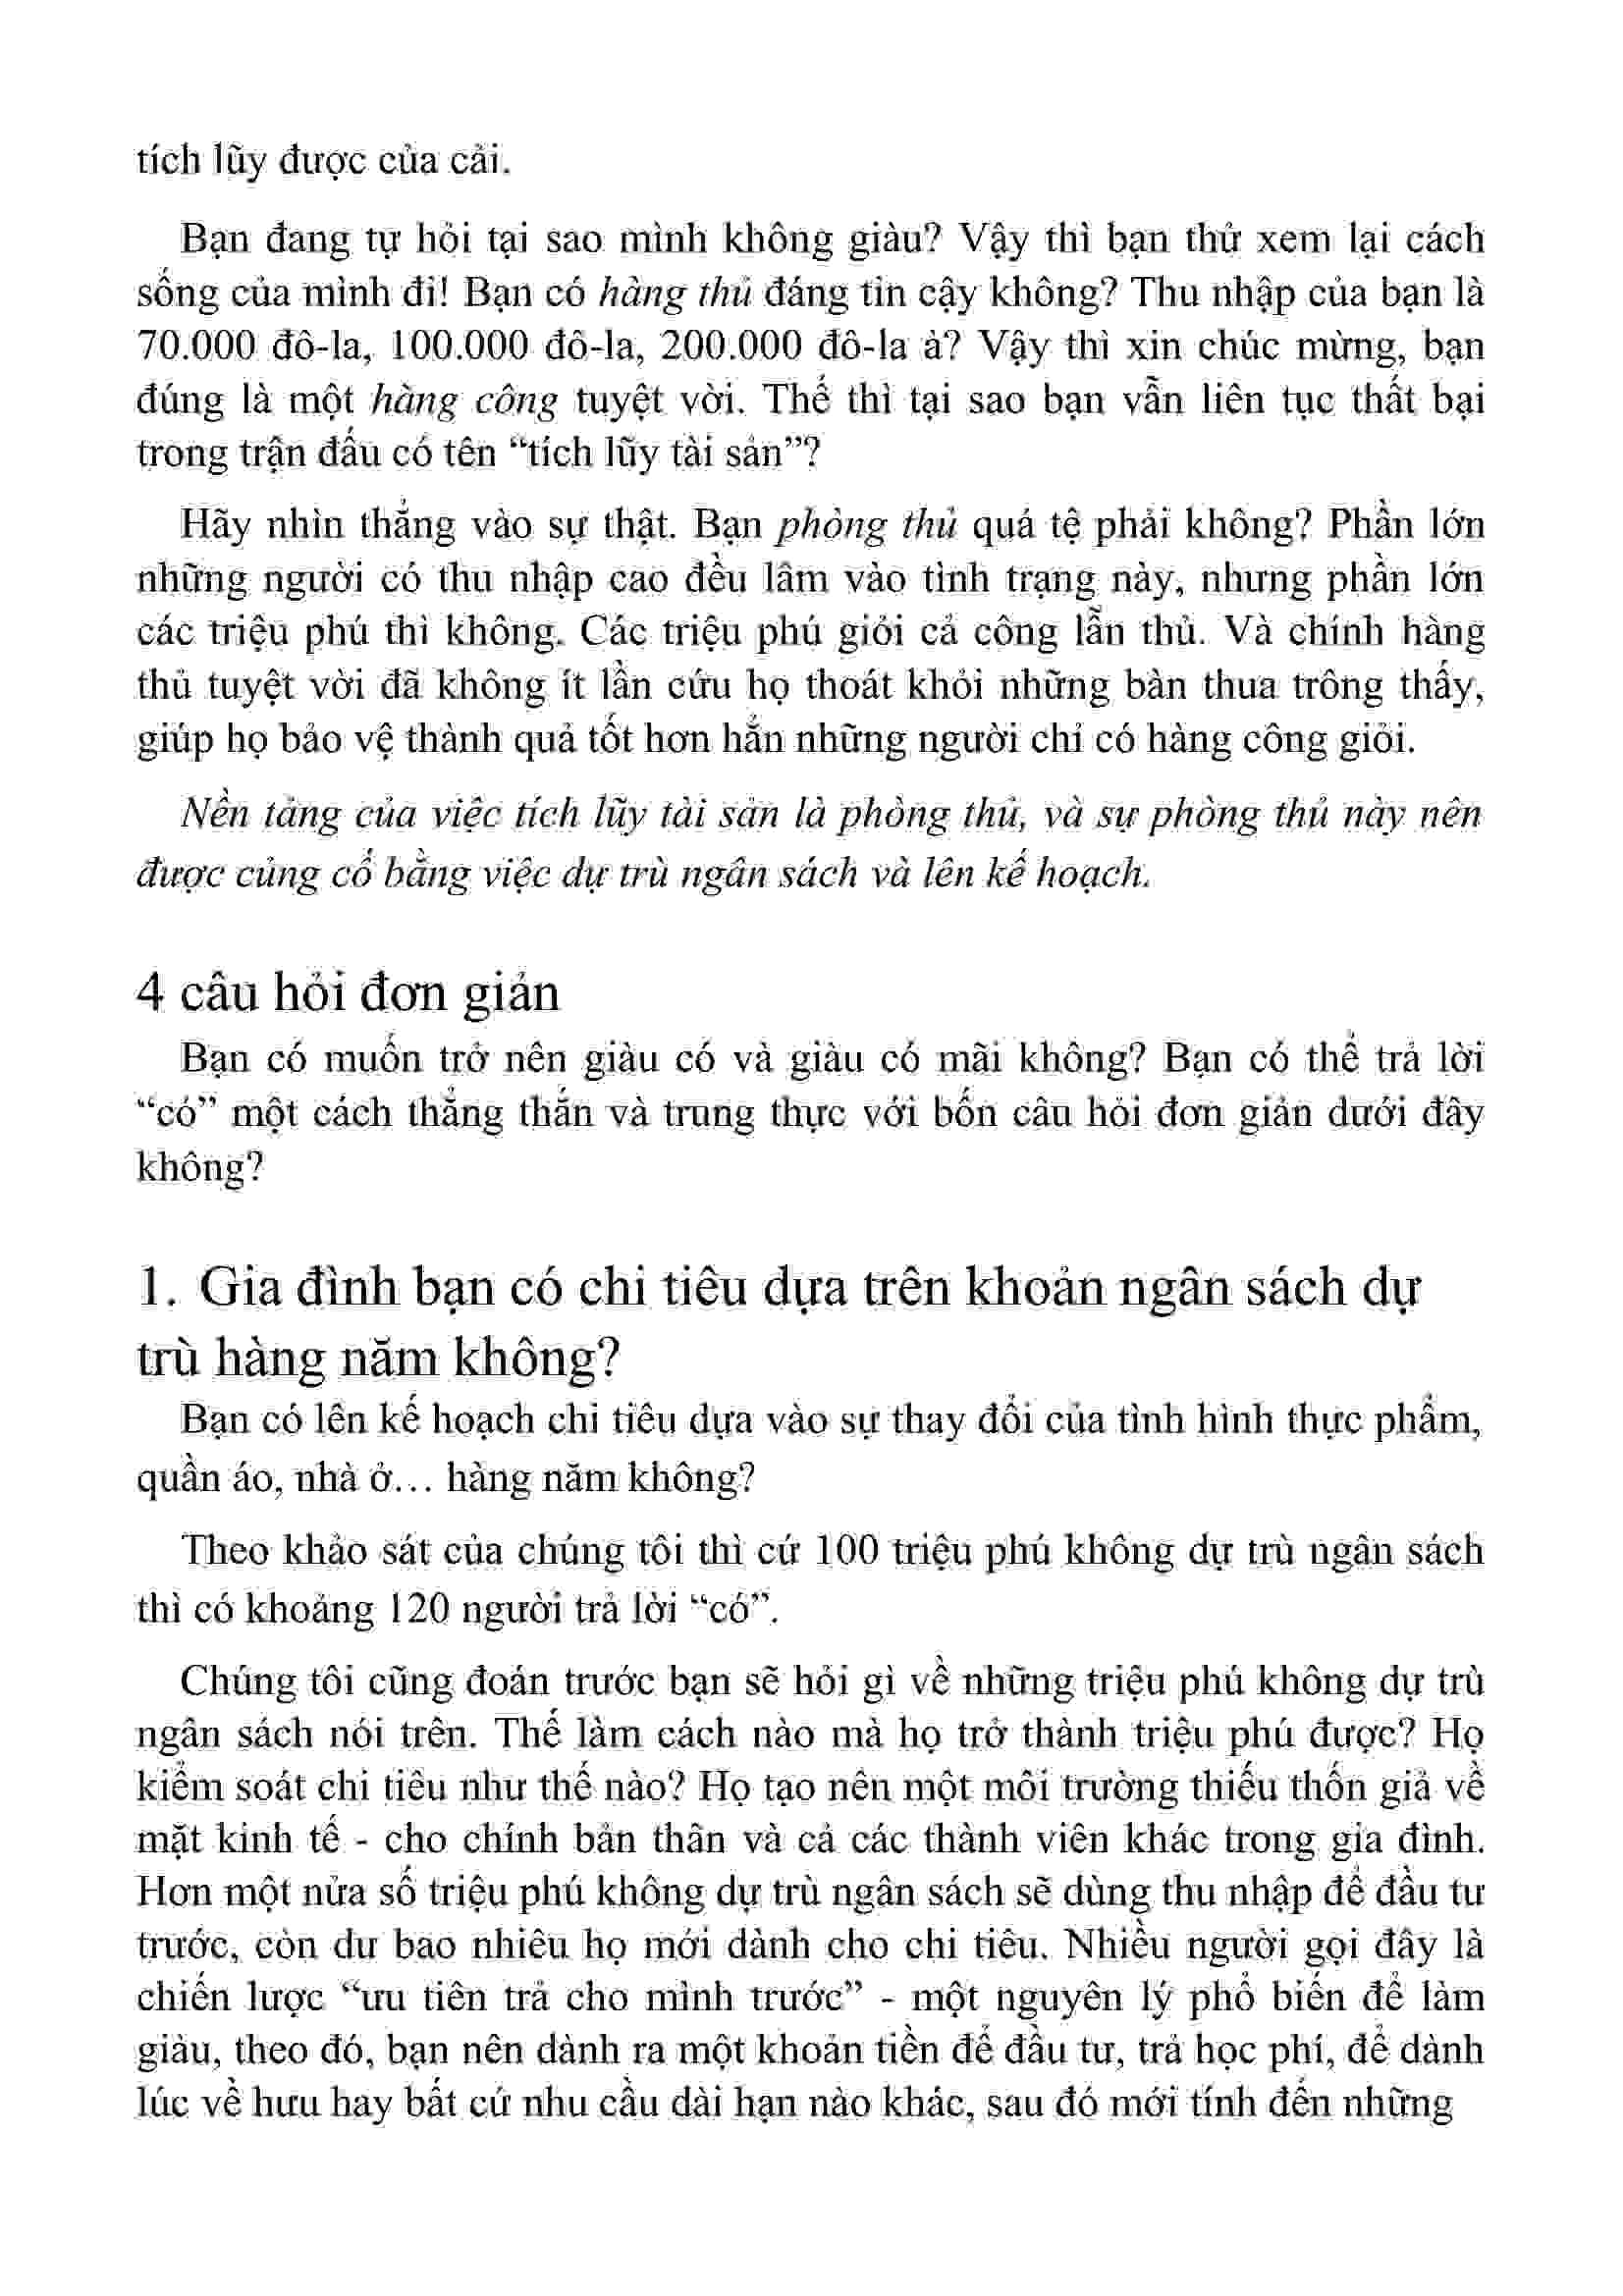 tích lũy được của cải.
Bạn đang tự hỏi tại sao mình không giàu? Vậy thì bạn thử xem lại cách
sống của mình đi! Bạn có hàng thủ đáng tin cậy không? Thu nhập của bạn là
70.000 đô-la, 100.000 đô-la, 200.000 đô-la à? Vậy thì xin chúc mừng, bạn
đúng là một hàng công tuyệt vời. Thế thì tại sao bạn vẫn liên tục thất bại
trong trận đấu có tên “tích lũy tài sản”?
Hãy nhìn thẳng vào sự thật. Bạn phòng thủ quá tệ phải không? Phần lớn
những người có thu nhập cao đều lâm vào tình trạng này, nhưng phần lớn
các triệu phú thì không. Các triệu phú giỏi cả công lẫn thủ. Và chính hàng
thủ tuyệt vời đã không ít lần cứu họ thoát khỏi những bàn thua trông thấy,
giúp họ bảo vệ thành quả tốt hơn hẳn những người chỉ có hàng công giỏi.
Nền tảng của việc tích lũy tài sản là phòng thủ, và sự phòng thủ này nên
được củng cố bằng việc dự trù ngân sách và lên kế hoạch.
4 câu hỏi đơn giản
Bạn có muốn trở nên giàu có và giàu có mãi không? Bạn có thể trả lời
“có” một cách thẳng thắn và trung thực với bốn câu hỏi đơn giản dưới đây
không?
1. Gia đình bạn có chi tiêu dựa trên khoản ngân sách dự
trù hàng năm không?
Bạn có lên kế hoạch chi tiêu dựa vào sự thay đổi của tình hình thực phẩm,
quần áo, nhà ở… hàng năm không?
Theo khảo sát của chúng tôi thì cứ 100 triệu phú không dự trù ngân sách
thì có khoảng 120 người trả lời “có”.
Chúng tôi cũng đoán trước bạn sẽ hỏi gì về những triệu phú không dự trù
ngân sách nói trên. Thế làm cách nào mà họ trở thành triệu phú được? Họ
kiểm soát chi tiêu như thế nào? Họ tạo nên một môi trường thiếu thốn giả về
mặt kinh tế - cho chính bản thân và cả các thành viên khác trong gia đình.
Hơn một nửa số triệu phú không dự trù ngân sách sẽ dùng thu nhập để đầu tư
trước, còn dư bao nhiêu họ mới dành cho chi tiêu. Nhiều người gọi đây là
chiến lược “ưu tiên trả cho mình trước” - một nguyên lý phổ biến để làm
giàu, theo đó, bạn nên dành ra một khoản tiền để đầu tư, trả học phí, để dành
lúc về hưu hay bất cứ nhu cầu dài hạn nào khác, sau đó mới tính đến những